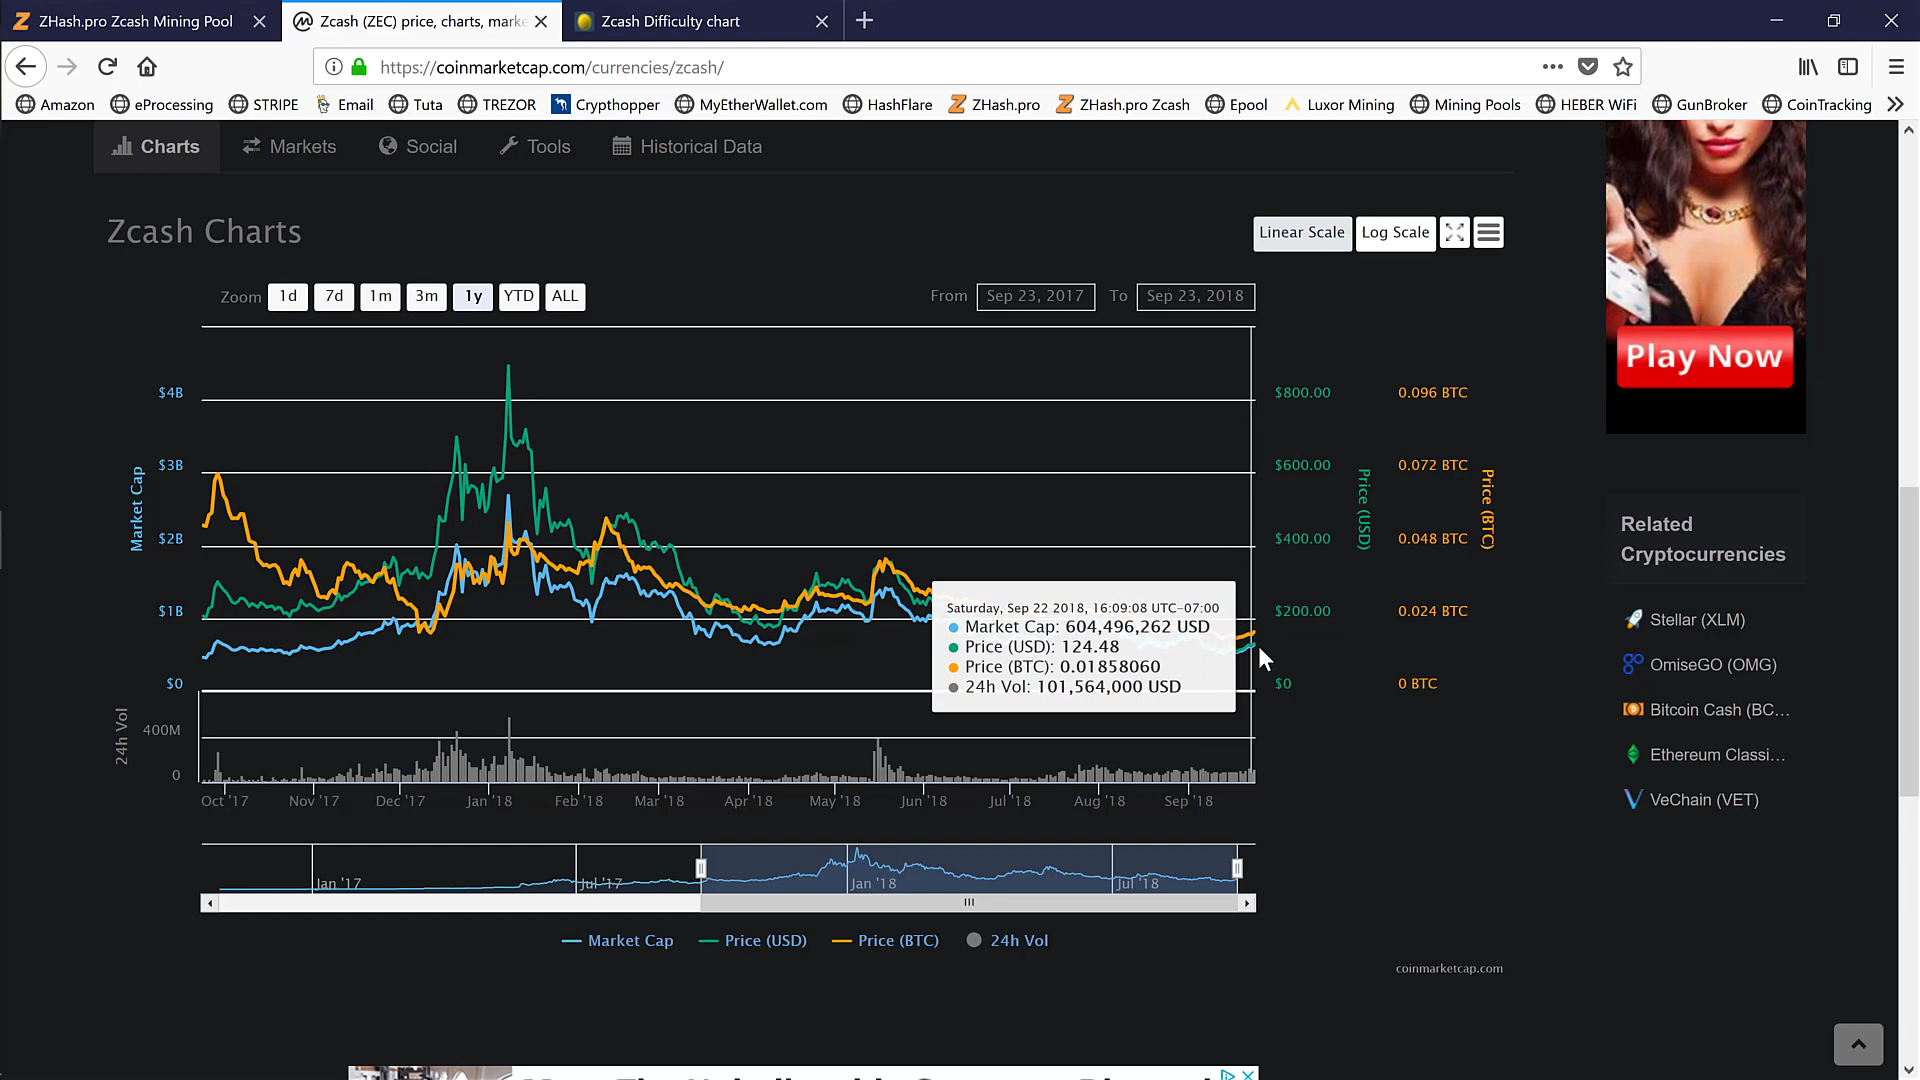 ZHash.pro Zcash Mining Pool
Zcash (ZEC) price, charts, marke
Zcash Difficulty chart
https://coinmarketcap.com/currencies/zcash/
Amazon eProcessing STRIPE Email Tuta TREZOR Crypthopper MyEtherWallet.com HashFlare ZHash.pro ZHash.pro Zcash Epool Luxor Mining Mining Pools HEBER WiFi GunBroker CoinTracking
Charts Markets Social Tools Historical Data
Zcash Charts
Linear Scale Log Scale
Zoom 1d 7d 1m 3m 1y YTD ALL
From Sep 23, 2017 To Sep 23, 2018
Play Now
$4B $800.00 0.096 BTC
$3B $600.00 0.072 BTC
$2B $400.00 0.048 BTC
$1B $200.00 0.024 BTC
$0 $0 0 BTC
Market Cap
Price (USD)
Price (BTC)
Saturday, Sep 22 2018, 16:09:08 UTC−07:00
Market Cap: 604,496,262 USD
Price (USD): 124.48
Price (BTC): 0.01858060
24h Vol: 101,564,000 USD
24h Vol
400M
0
Oct '17 Nov '17 Dec '17 Jan '18 Feb '18 Mar '18 Apr '18 May '18 Jun '18 Jul '18 Aug '18 Sep '18
Jan '17 Jul '17 Jan '18 Jul '18
Market Cap Price (USD) Price (BTC) 24h Vol
coinmarketcap.com
Related
Cryptocurrencies
Stellar (XLM)
OmiseGO (OMG)
Bitcoin Cash (BC...
Ethereum Classi...
VeChain (VET)